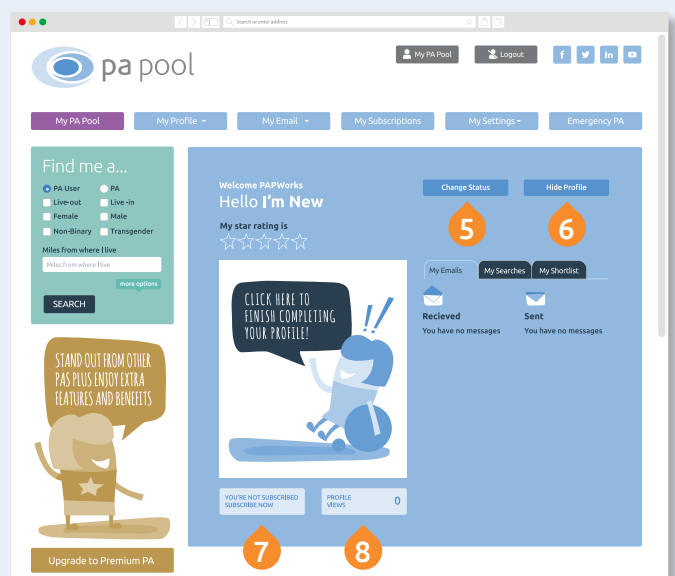 Search or enter address
pa pool
My PA Pool
Logout
f
in
My PA Pool
My Profile
My Email
My Subscriptions
My Settings
Emergency PA
Find me a...
PA User
PA
Live-out
Live -in
Female
Male
Non-Binary
Transgender
Miles from where I live
Miles from where I live
more options
SEARCH
STAND OUT FROM OTHER
PAS PLUS ENJOY EXTRA
FEATURES AND BENEFITS
Upgrade to Premium PA
Welcome PAPWorks
Hello I'm New
My star rating is
CLICK HERE TO
FINISH COMPLETING
YOUR PROFILE!
!!
YOU'RE NOT SUBSCRIBED
SUBSCRIBE NOW
7
PROFILE
VIEWS
0
8
Change Status
5
Hide Profile
6
My Emails
My Searches
My Shortlist
Recieved
You have no messages
Sent
You have no messages